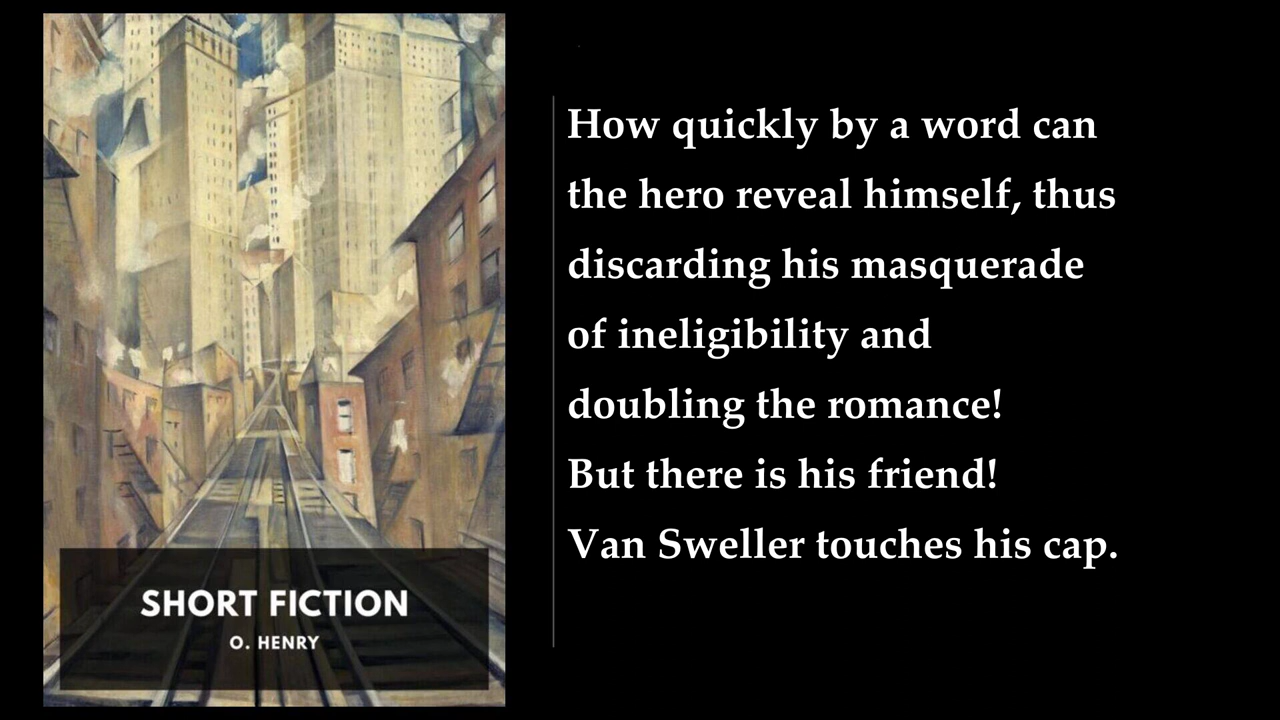 How quickly by a word can
the hero reveal himself, thus
discarding his masquerade
of ineligibility and
doubling the romance!
But there is his friend!
Van Sweller touches his cap.
SHORT FICTION
O. HENRY